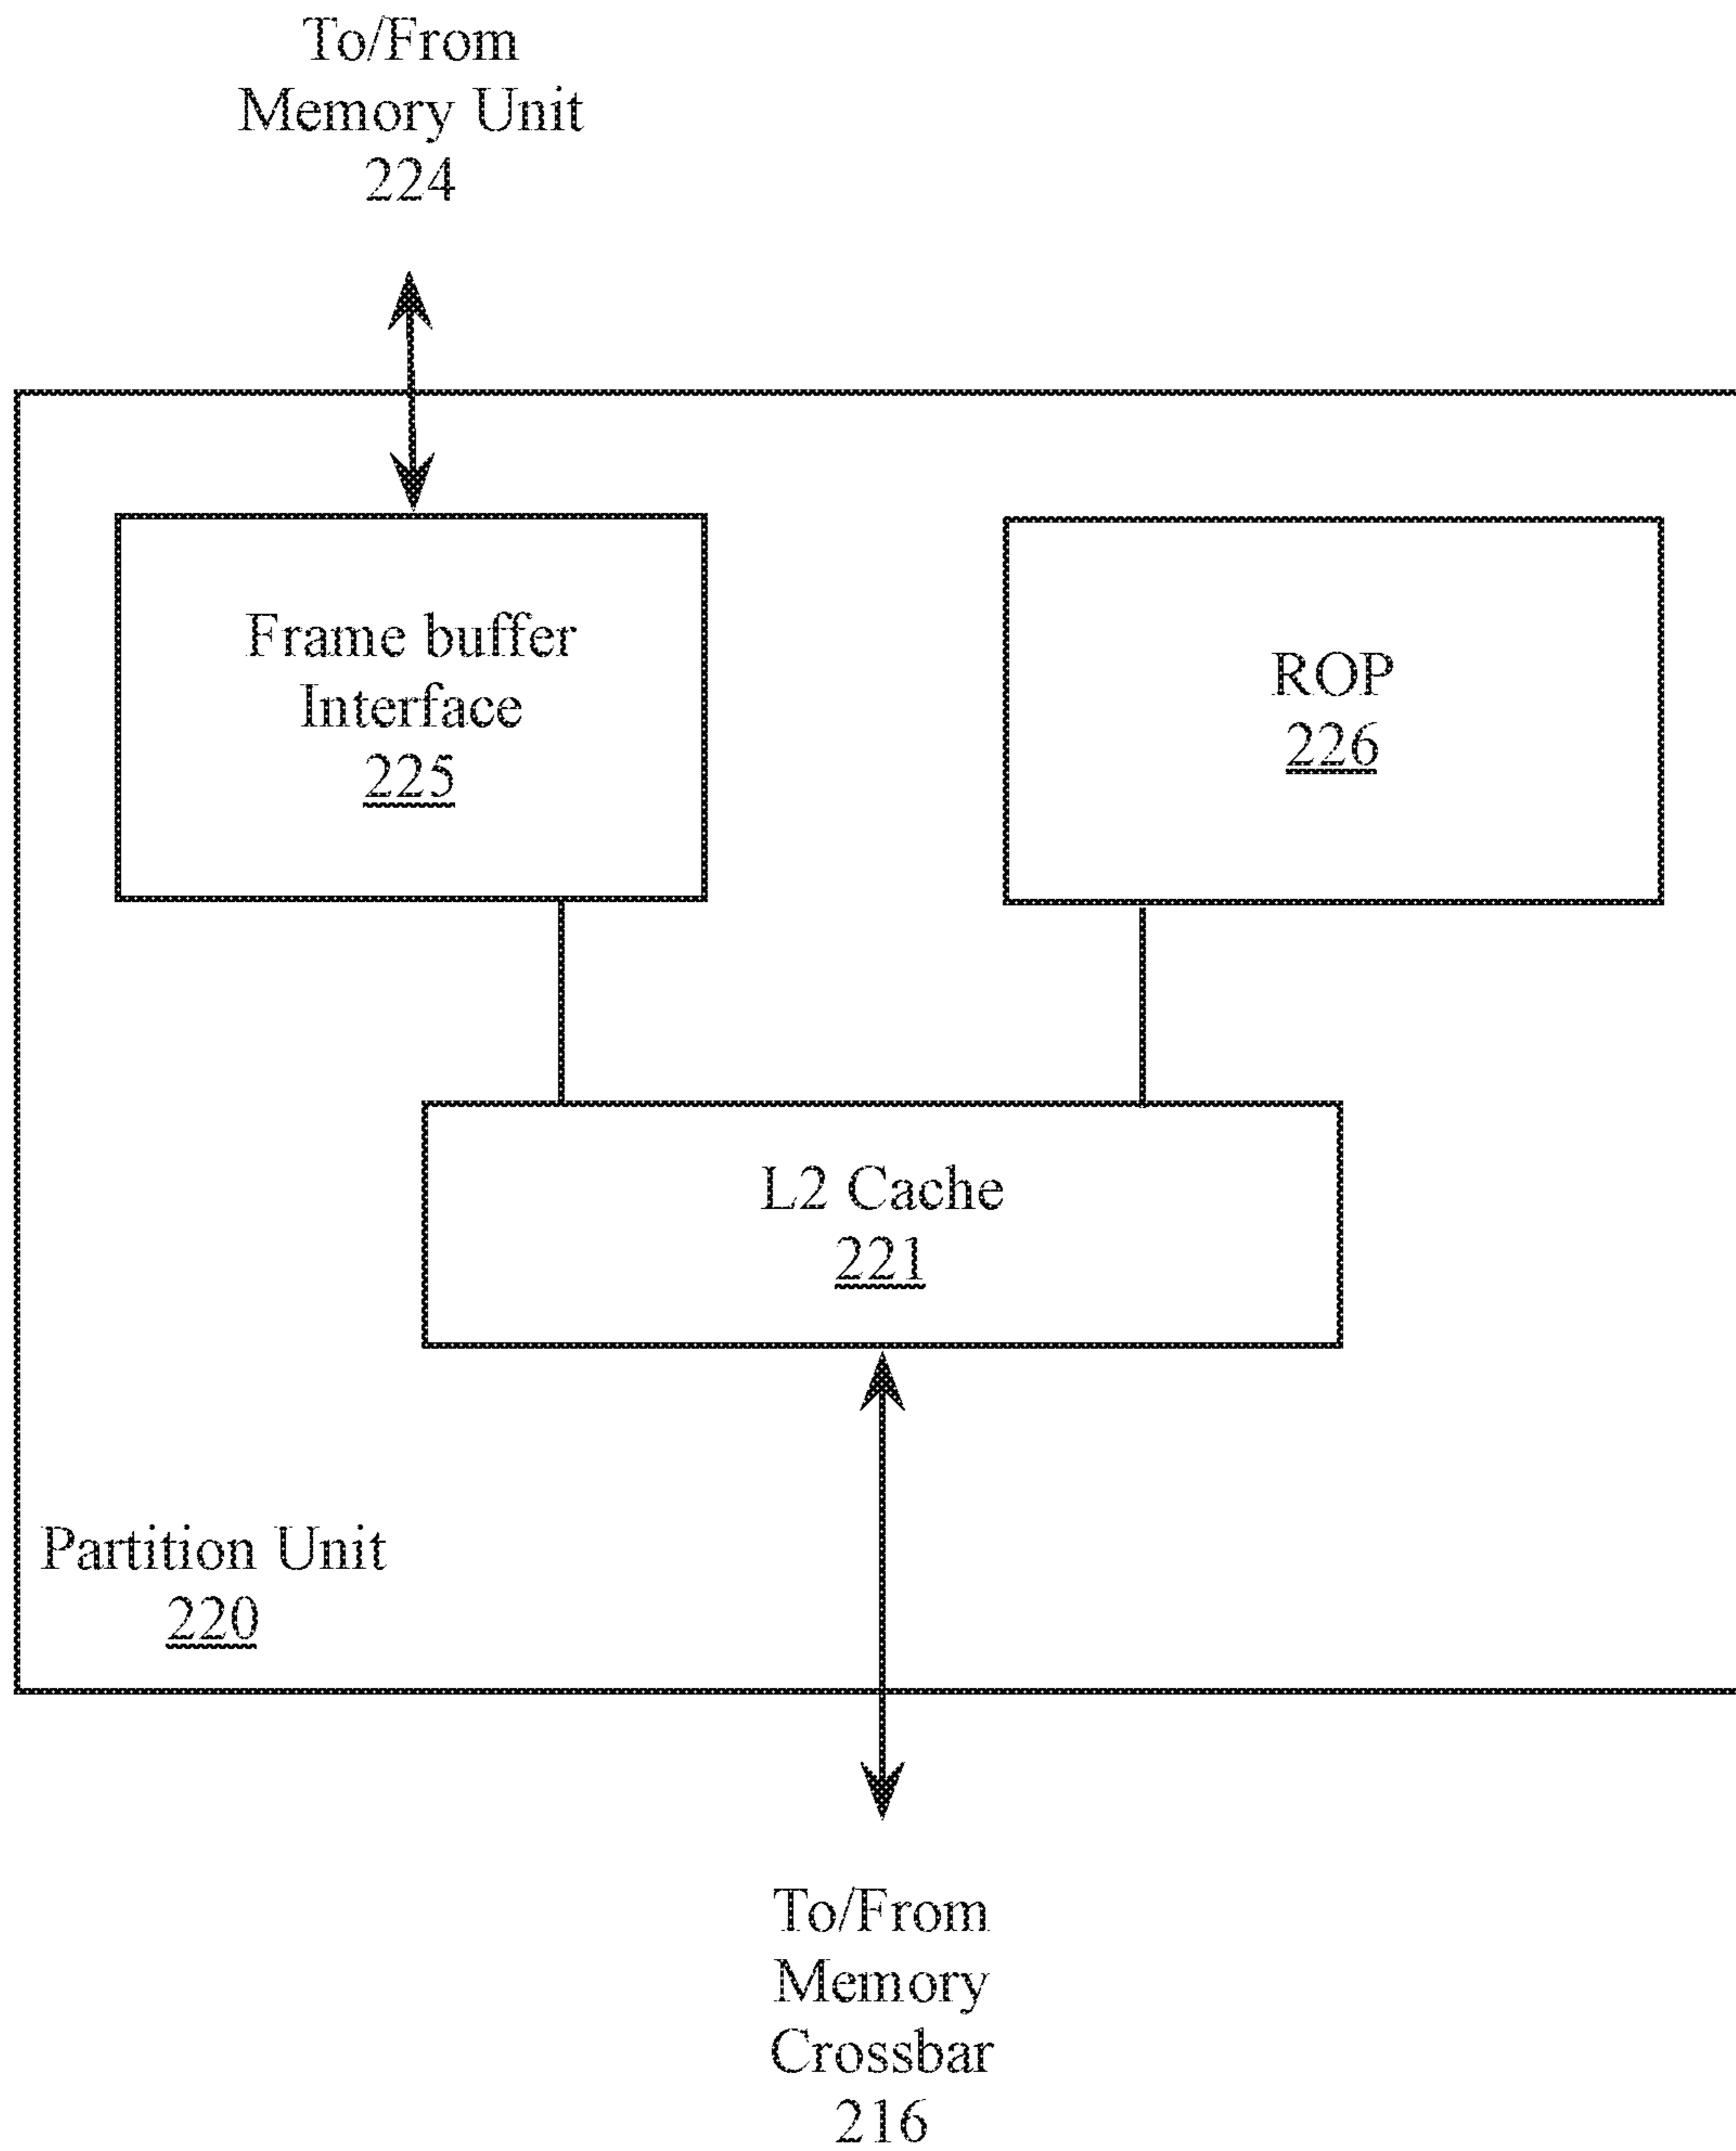 To/From
Memory Unit
224
Frame buffer
Interface
225
ROP
226
L2 Cache
221
Partition Unit
220
To/From
Memory
Crossbar
216